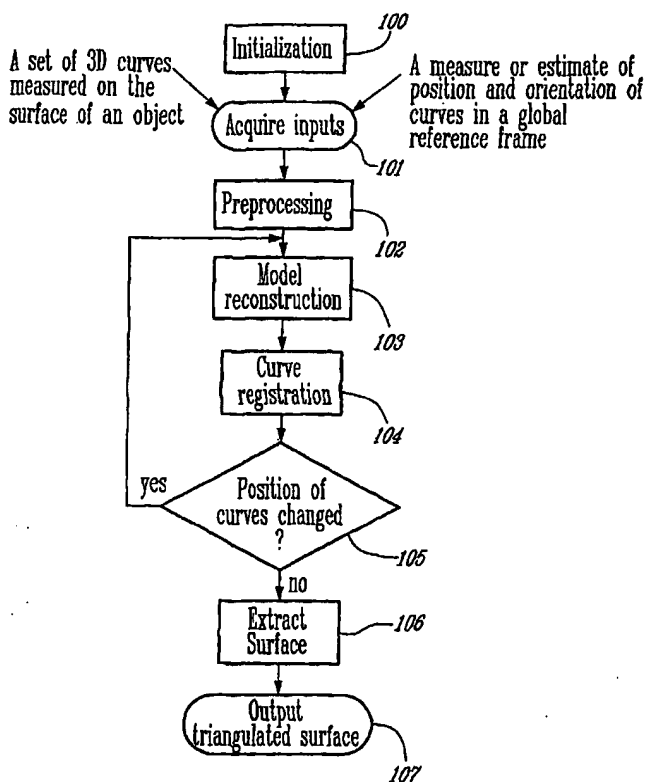 100
Initialization
A set of 3D curves
measured on the
surface of an object
A measure or estimate of
position and orientation of
curves in a global
reference frame
Acquire inputs
101
Preprocessing
102
Model
reconstruction
103
Curve
registration
104
yes
Position of
curves changed
?
105
no
Extract
Surface
106
Output
triangulated surface
107